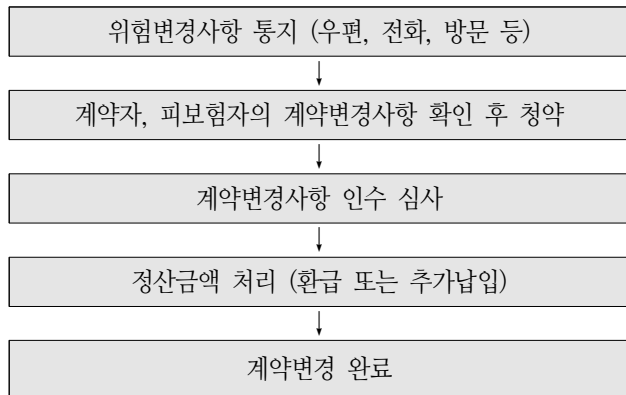 위험변경사항 통지 (우편, 전화, 방문 등)
계약자, 피보험자의 계약변경사항 확인 후 청약
계약변경사항 인수 심사
정산금액 처리 (환급 또는 추가납입)
계약변경 완료